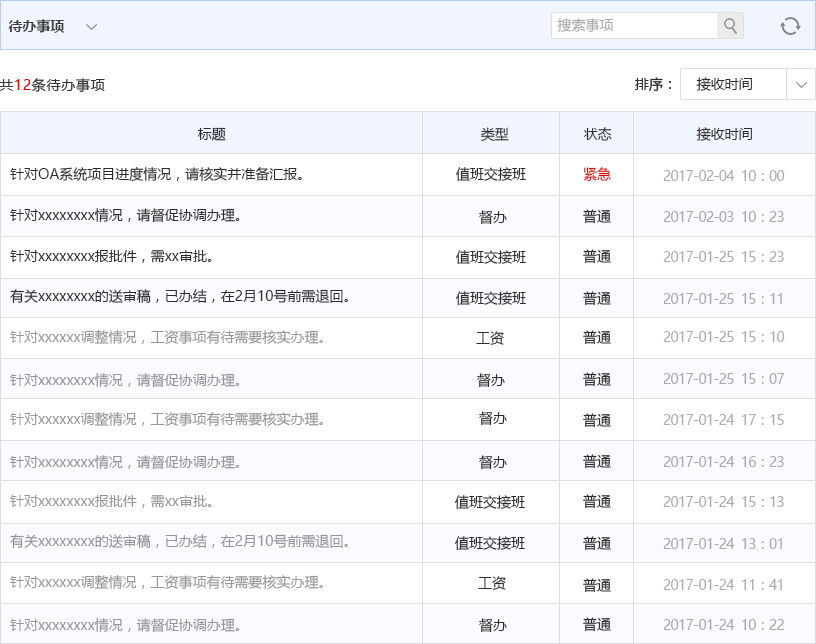 待办事项 搜索事项
共12条待办事项 排序： 接收时间
标题 类型 状态 接收时间
针对OA系统项目进度情况，请核实并准备汇报。 值班交接班 紧急 2017-02-04 10：00
针对xxxxxxxx情况，请督促协调办理。 督办 普通 2017-02-03 10：23
针对xxxxxxxx报批件，需xx审批。 值班交接班 普通 2017-01-25 15：23
有关xxxxxxxx的送审稿，已办结，在2月10号前需退回。 值班交接班 普通 2017-01-25 15：11
针对xxxxxx调整情况，工资事项有待需要核实办理。 工资 普通 2017-01-25 15：10
针对xxxxxxxx情况，请督促协调办理。 督办 普通 2017-01-25 15：07
针对xxxxxx调整情况，工资事项有待需要核实办理。 督办 普通 2017-01-24 17：15
针对xxxxxxxx情况，请督促协调办理。 督办 普通 2017-01-24 16：23
针对xxxxxxxx报批件，需xx审批。 值班交接班 普通 2017-01-24 15：13
有关xxxxxxxx的送审稿，已办结，在2月10号前需退回。 值班交接班 普通 2017-01-24 13：01
针对xxxxxx调整情况，工资事项有待需要核实办理。 工资 普通 2017-01-24 11：41
针对xxxxxxxx情况，请督促协调办理。 督办 普通 2017-01-24 10：22